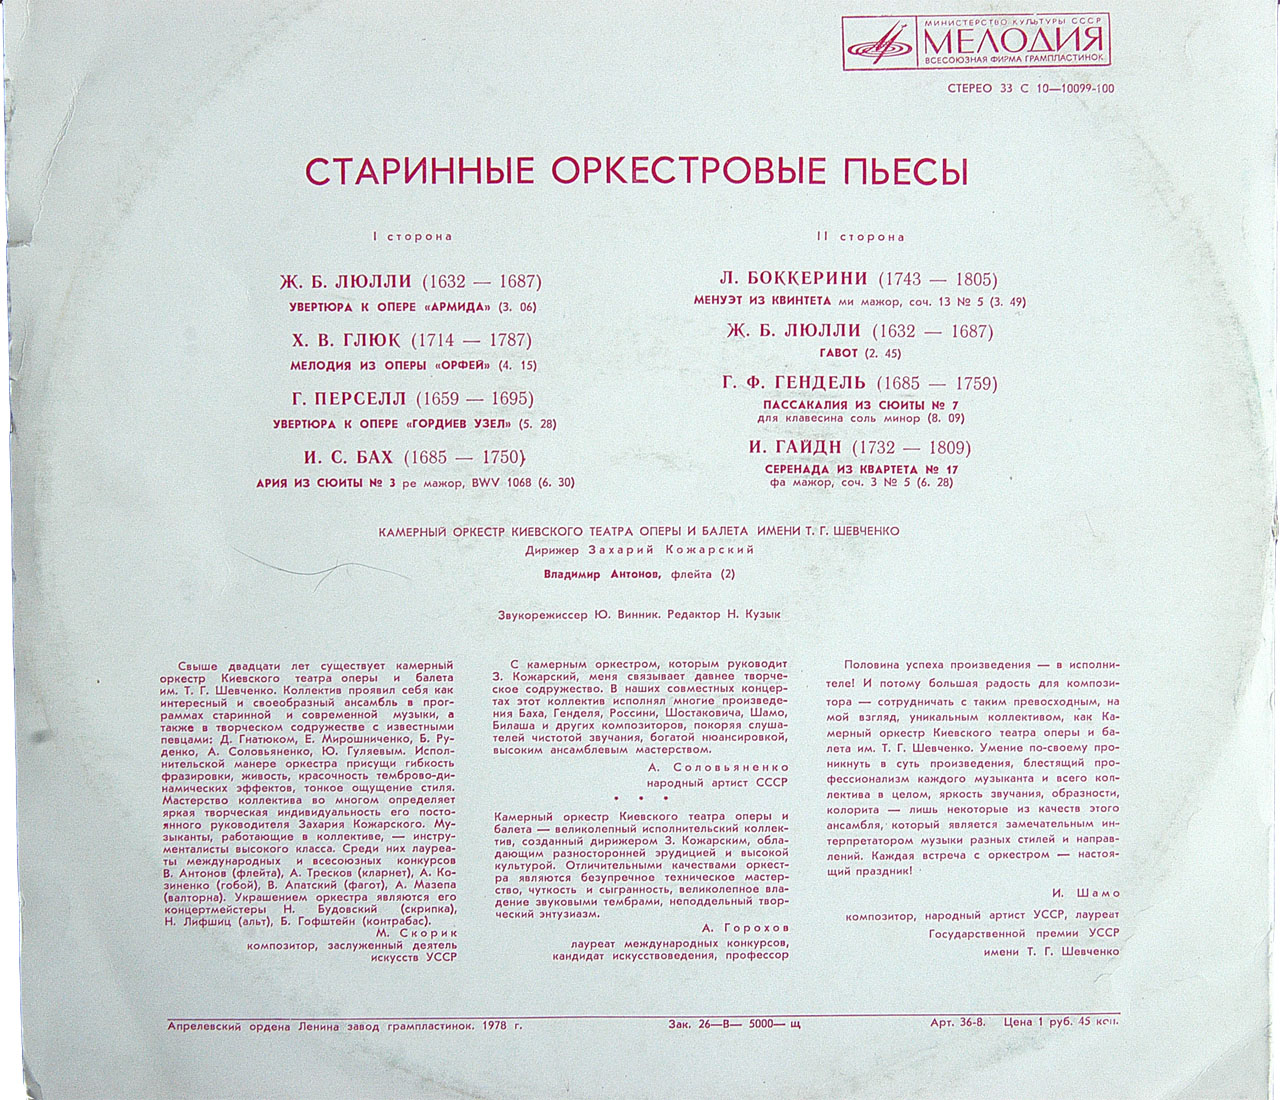 МИНИСТЕРСТВО КУЛЬТУРЫ СССР
МЕЛОДИЯ
ВСЕСОЮЗНАЯ ФИРМА ГРАМПЛАСТИНОК
СТЕРЕО 33 С 10—10099-100
СТАРИННЫЕ ОРКЕСТРОВЫЕ ПЬЕСЫ
I сторона
Ж. Б. ЛЮЛЛИ (1632 — 1687)
УВЕРТЮРА К ОПЕРЕ «АРМИДА» (3. 06)
Х. В. ГЛЮК (1714 — 1787)
МЕЛОДИЯ ИЗ ОПЕРЫ «ОРФЕЙ» (4. 15)
Г. ПЕРСЕЛЛ (1659 — 1695)
УВЕРТЮРА К ОПЕРЕ «ГОРДИЕВ УЗЕЛ» (5. 28)
И. С. БАХ (1685 — 1750)
АРИЯ ИЗ СЮИТЫ № 3 ре мажор, BWV 1068 (6. 30)
II сторона
Л. БОККЕРИНИ (1743 — 1805)
МЕНУЭТ ИЗ КВИНТЕТА ми мажор, соч. 13 № 5 (3. 49)
Ж. Б. ЛЮЛЛИ (1632 — 1687)
ГАВОТ (2. 45)
Г. Ф. ГЕНДЕЛЬ (1685 — 1759)
ПАССАКАЛИЯ ИЗ СЮИТЫ № 7
для клавесина соль минор (8. 09)
И. ГАЙДН (1732 — 1809)
СЕРЕНАДА ИЗ КВАРТЕТА № 17
фа мажор, соч. 3 № 5 (6. 28)
КАМЕРНЫЙ ОРКЕСТР КИЕВСКОГО ТЕАТРА ОПЕРЫ И БАЛЕТА ИМЕНИ Т. Г. ШЕВЧЕНКО
Дирижер Захарий Кожарский
Владимир Антонов, флейта (2)
Звукорежиссер Ю. Винник. Редактор Н. Кузык
Свыше двадцати лет существует камерный
оркестр Киевского театра оперы и балета
им. Т. Г. Шевченко. Коллектив проявил себя как
интересный и своеобразный ансамбль в прог-
раммах старинной и современной музыки, а
также в творческом содружестве с известными
певцами: Д. Гнатюком, Е. Мирошниченко, Б. Ру-
денко, А. Соловьяненко, Ю. Гуляевым. Испол-
нительской манере оркестра присущи гибкость
фразировки, живость, красочность темброво-ди-
намических эффектов, тонкое ощущение стиля.
Мастерство коллектива во многом определяет
яркая творческая индивидуальность его посто-
янного руководителя Захария Кожарского. Му-
зыканты, работающие в коллективе, — инстру-
менталисты высокого класса. Среди них лауреа-
ты международных и всесоюзных конкурсов
В. Антонов (флейта), А. Тресков (кларнет), А. Ко-
зиненко (гобой), В. Апатский (фагот), А. Мазепа
(валторна). Украшением оркестра являются его
концертмейстеры Н. Будовский (скрипка),
Н. Лифшиц (альт), Б. Гофштейн (контрабас).
М. Скорик
композитор, заслуженный деятель
искусств УССР
С камерным оркестром, которым руководит
З. Кожарский, меня связывает давнее творче-
ское содружество. В наших совместных концер-
тах этот коллектив исполнял многие произведе-
ния Баха, Генделя, Россини, Шостаковича, Шамо,
Билаша и других композиторов, покоряя слуша-
телей чистотой звучания, богатой нюансировкой,
высоким ансамблевым мастерством.
А. Соловьяненко
народный артист СССР
• • •
Камерный оркестр Киевского театра оперы и
балета — великолепный исполнительский коллек-
тив, созданный дирижером З. Кожарским, обла-
дающим разносторонней эрудицией и высокой
культурой. Отличительными качествами оркест-
ра являются безупречное техническое мастер-
ство, чуткость и сыгранность, великолепное вла-
дение звуковыми тембрами, неподдельный твор-
ческий энтузиазм.
А. Горохов
лауреат международных конкурсов,
кандидат искусствоведения, профессор
Половина успеха произведения — в исполни-
теле! И потому большая радость для компози-
тора — сотрудничать с таким превосходным, на
мой взгляд, уникальным коллективом, как Ка-
мерный оркестр Киевского театра оперы и ба-
лета им. Т. Г. Шевченко. Умение по-своему про-
никнуть в суть произведения, блестящий про-
фессионализм каждого музыканта и всего кол-
лектива в целом, яркость звучания, образности,
колорита — лишь некоторые из качеств этого
ансамбля, который является замечательным ин-
терпретатором музыки разных стилей и направ-
лений. Каждая встреча с оркестром — настоя-
щий праздник!
И. Шамо
композитор, народный артист УССР, лауреат
Государственной премии УССР
имени Т. Г. Шевченко
Апрелевский ордена Ленина завод грампластинок. 1978 г.
Зак. 26—В— 5000— щ
Арт. 36-8. Цена 1 руб. 45 коп.